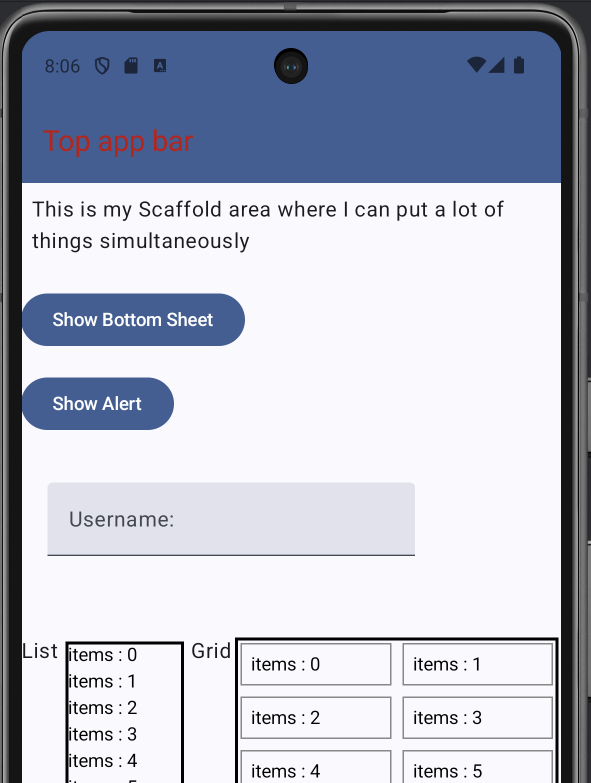 8:06
Top app bar
This is my Scaffold area where I can put a lot of
things simultaneously
Show Bottom Sheet
Show Alert
Username:
List
items : 0
items : 1
items : 2
items : 3
items : 4
Grid
items : 0
items : 1
items : 2
items : 3
items : 4
items : 5